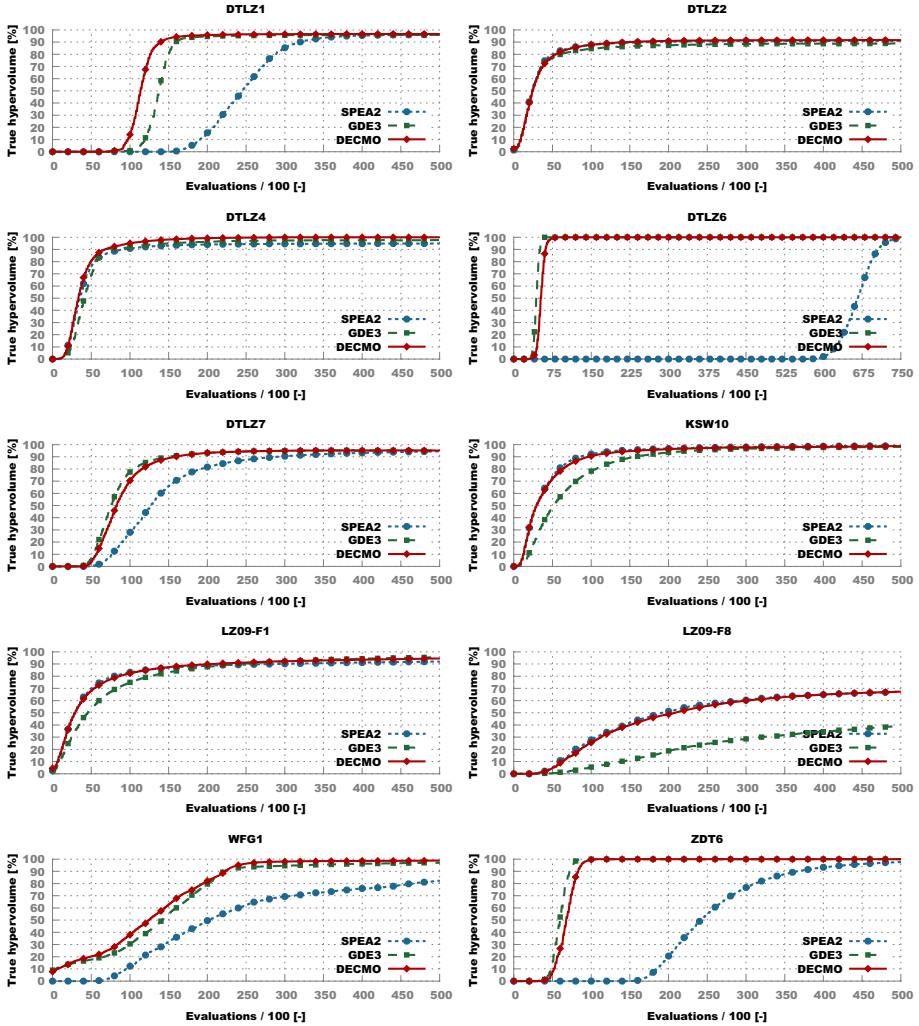 DTLZ1
True hypervolume [%]
100
90
80
70
60
50
40
30
20
10
0
SPEA2
GDE3
DECMO
0 50 100 150 200 250 300 350 400 450 500
Evaluations / 100 [-]
DTLZ2
True hypervolume [%]
100
90
80
70
60
50
40
30
20
10
0
SPEA2
GDE3
DECMO
0 50 100 150 200 250 300 350 400 450 500
Evaluations / 100 [-]
DTLZ4
True hypervolume [%]
100
90
80
70
60
50
40
30
20
10
0
SPEA2
GDE3
DECMO
0 50 100 150 200 250 300 350 400 450 500
Evaluations / 100 [-]
DTLZ6
True hypervolume [%]
100
90
80
70
60
50
40
30
20
10
0
SPEA2
GDE3
DECMO
0 75 150 225 300 375 450 525 600 675 750
Evaluations / 100 [-]
DTLZ7
True hypervolume [%]
100
90
80
70
60
50
40
30
20
10
0
SPEA2
GDE3
DECMO
0 50 100 150 200 250 300 350 400 450 500
Evaluations / 100 [-]
KSW10
True hypervolume [%]
100
90
80
70
60
50
40
30
20
10
0
SPEA2
GDE3
DECMO
0 50 100 150 200 250 300 350 400 450 500
Evaluations / 100 [-]
LZ09-F1
True hypervolume [%]
100
90
80
70
60
50
40
30
20
10
0
SPEA2
GDE3
DECMO
0 50 100 150 200 250 300 350 400 450 500
Evaluations / 100 [-]
LZ09-F8
True hypervolume [%]
100
90
80
70
60
50
40
30
20
10
0
SPEA2
GDE3
DECMO
0 50 100 150 200 250 300 350 400 450 500
Evaluations / 100 [-]
WFG1
True hypervolume [%]
100
90
80
70
60
50
40
30
20
10
0
SPEA2
GDE3
DECMO
0 50 100 150 200 250 300 350 400 450 500
Evaluations / 100 [-]
ZDT6
True hypervolume [%]
100
90
80
70
60
50
40
30
20
10
0
SPEA2
GDE3
DECMO
0 50 100 150 200 250 300 350 400 450 500
Evaluations / 100 [-]